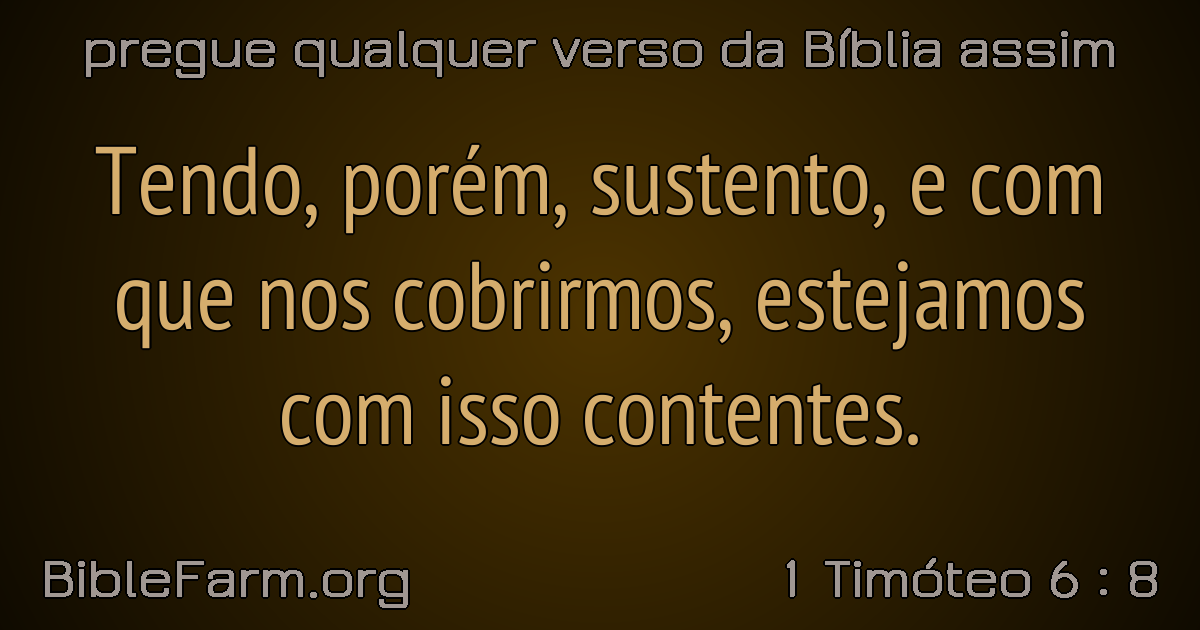 pregue qualquer verso da Bíblia assim
Tendo, porém, sustento, e com
que nos cobrirmos, estejamos
com isso contentes.
BibleFarm.org
1 Timóteo 6 : 8